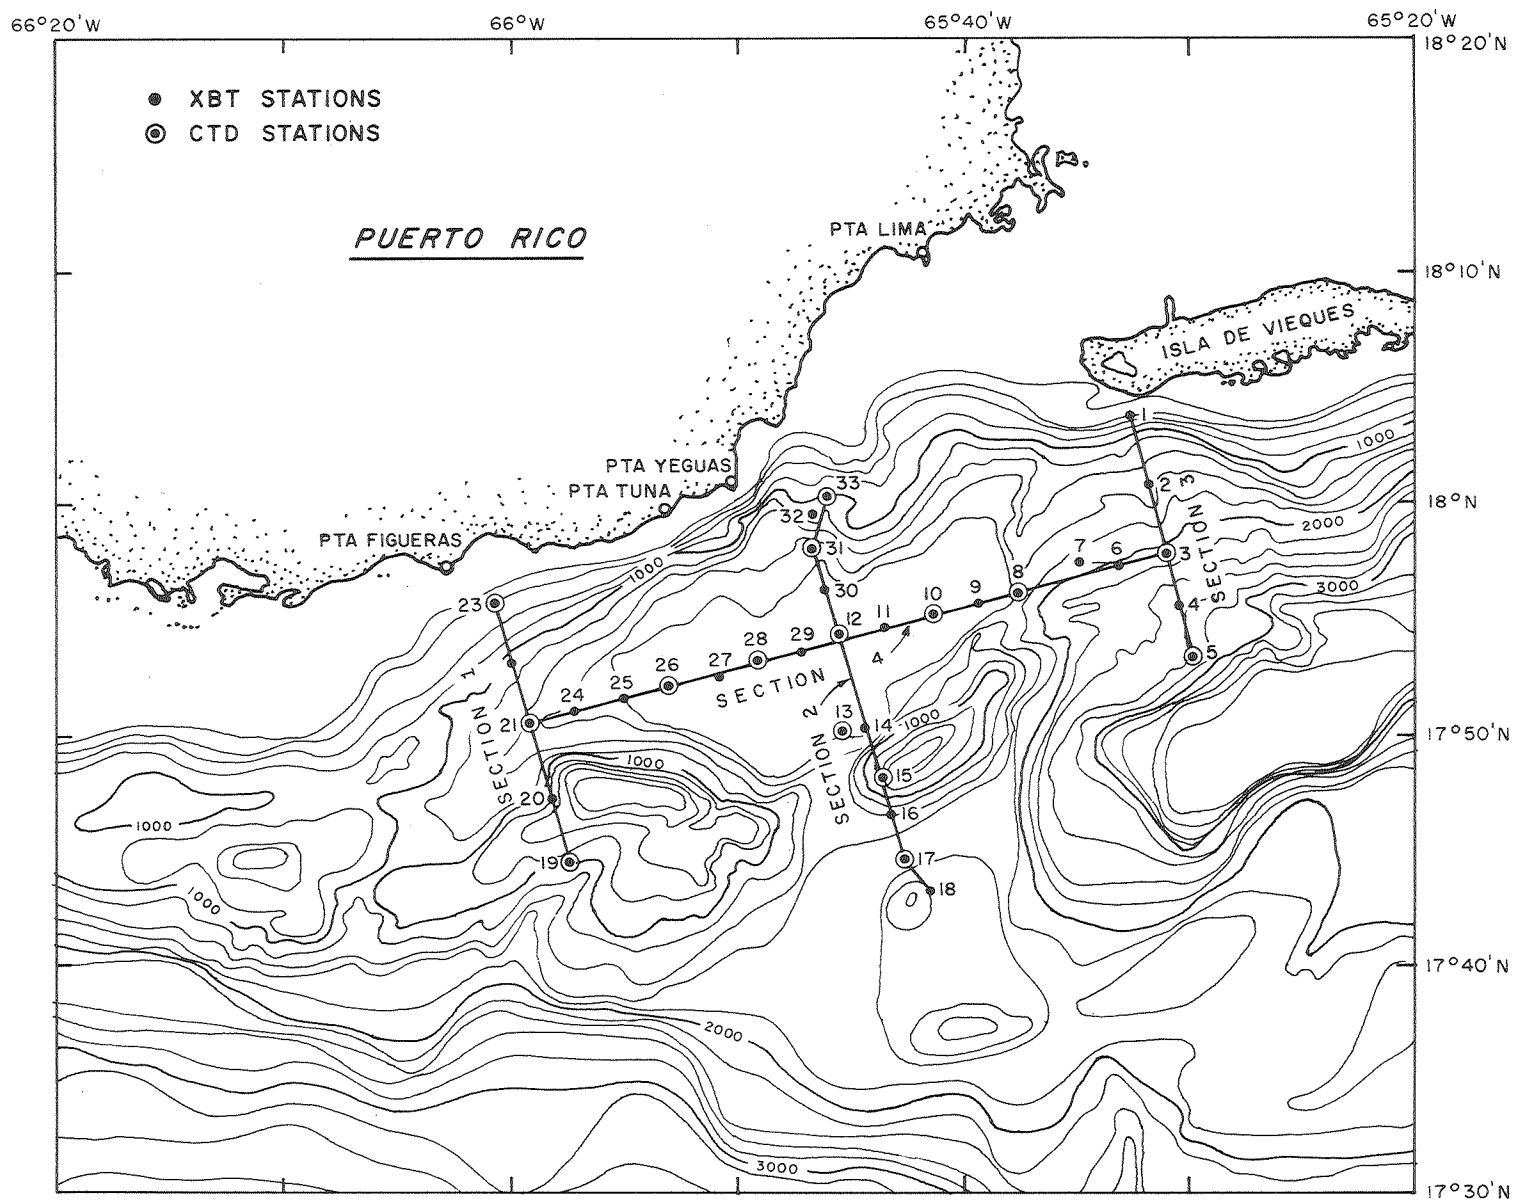 66°20'W 66°W 65°40'W 65°20'W
18°20'N
XBT STATIONS
CTD STATIONS
PUERTO RICO
PTA LIMA
18°10'N
ISLA DE VIEQUES
1
1000
PTA YEGUAS
PTA TUNA
33
2
18°N
32
2000
PTA FIGUERAS
31
7
6
3
SECTION 3
1000
8
3000
23
30
9
4
10
11
12
29
28
4
5
27
26
SECTION
25
24
1
21
SECTION
2
SECTION
13
14
1000
17°50'N
1000
15
20
16
1000
19
17
18
1000
17°40'N
2000
3000
17°30'N